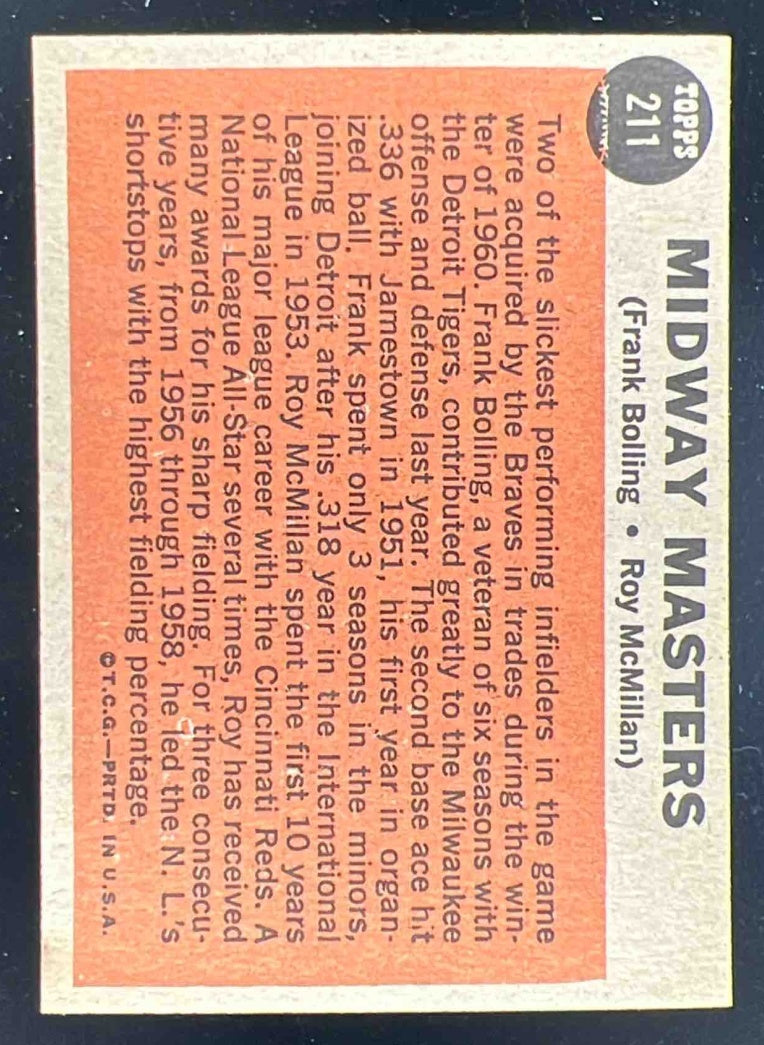 TOPPS
211
MIDWAY MASTERS
(Frank Bolling • Roy McMillan)
Two of the slickest performing infielders in the game
were acquired by the Braves in trades during the win-
ter of 1960. Frank Bolling, a veteran of six seasons with
the Detroit Tigers, contributed greatly to the Milwaukee
offense and defense last year. The second base ace hit
.336 with Jamestown in 1951, his first year in organ-
ized ball. Frank spent only 3 seasons in the minors,
joining Detroit after his .318 year in the International
League in 1953. Roy McMillan spent the first 10 years
of his major league career with the Cincinnati Reds. A
National League All-Star several times, Roy has received
many awards for his sharp fielding. For three consecu-
tive years, from 1956 through 1958, he led the N. L.'s
shortstops with the highest fielding percentage.
©T.C.G.—PRTD. IN U.S.A.